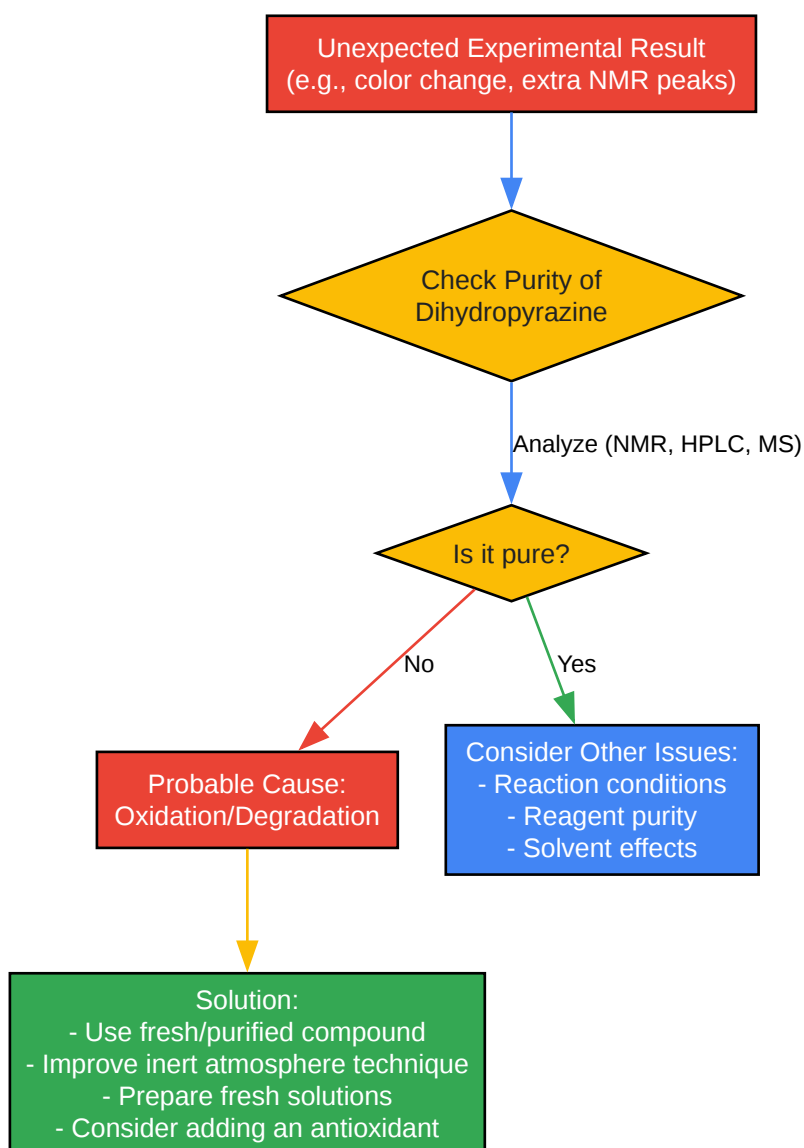 Unexpected Experimental Result
(e.g., color change, extra NMR peaks)
Check Purity of
Dihydropyrazine
Analyze (NMR, HPLC, MS)
Is it pure?
No
Yes
Probable Cause:
Oxidation/Degradation
Consider Other Issues:
- Reaction conditions
- Reagent purity
- Solvent effects
Solution:
- Use fresh/purified compound
- Improve inert atmosphere technique
- Prepare fresh solutions
- Consider adding an antioxidant